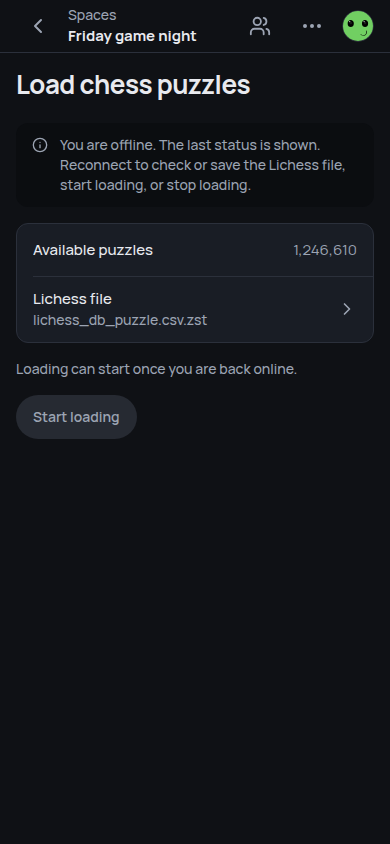 Spaces
Friday game night
Load chess puzzles
You are offline. The last status is shown.
Reconnect to check or save the Lichess file,
start loading, or stop loading.
Available puzzles 1,246,610
Lichess file
lichess_db_puzzle.csv.zst
Loading can start once you are back online.
Start loading